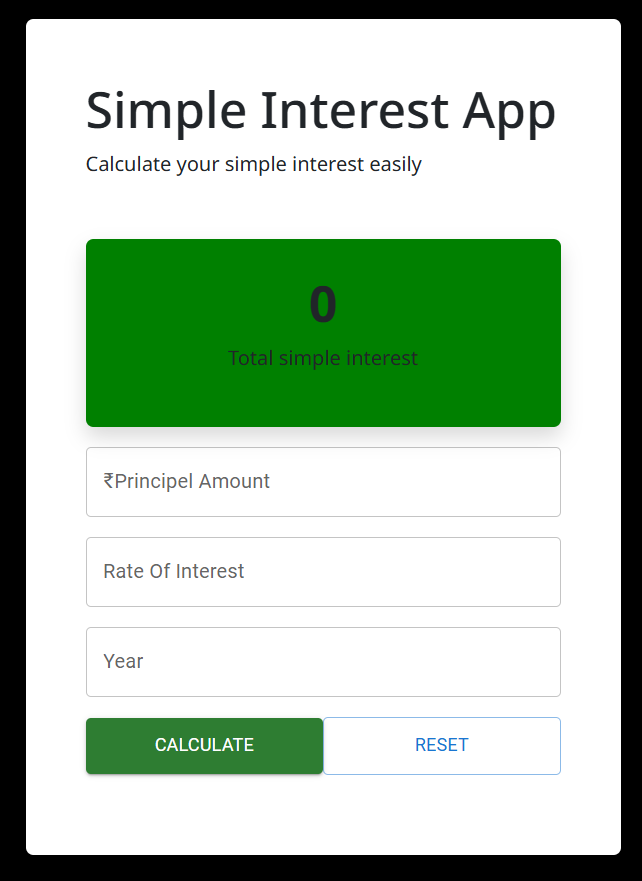 Simple Interest App
Calculate your simple interest easily
0
Total simple interest
₹Principel Amount
Rate Of Interest
Year
CALCULATE RESET